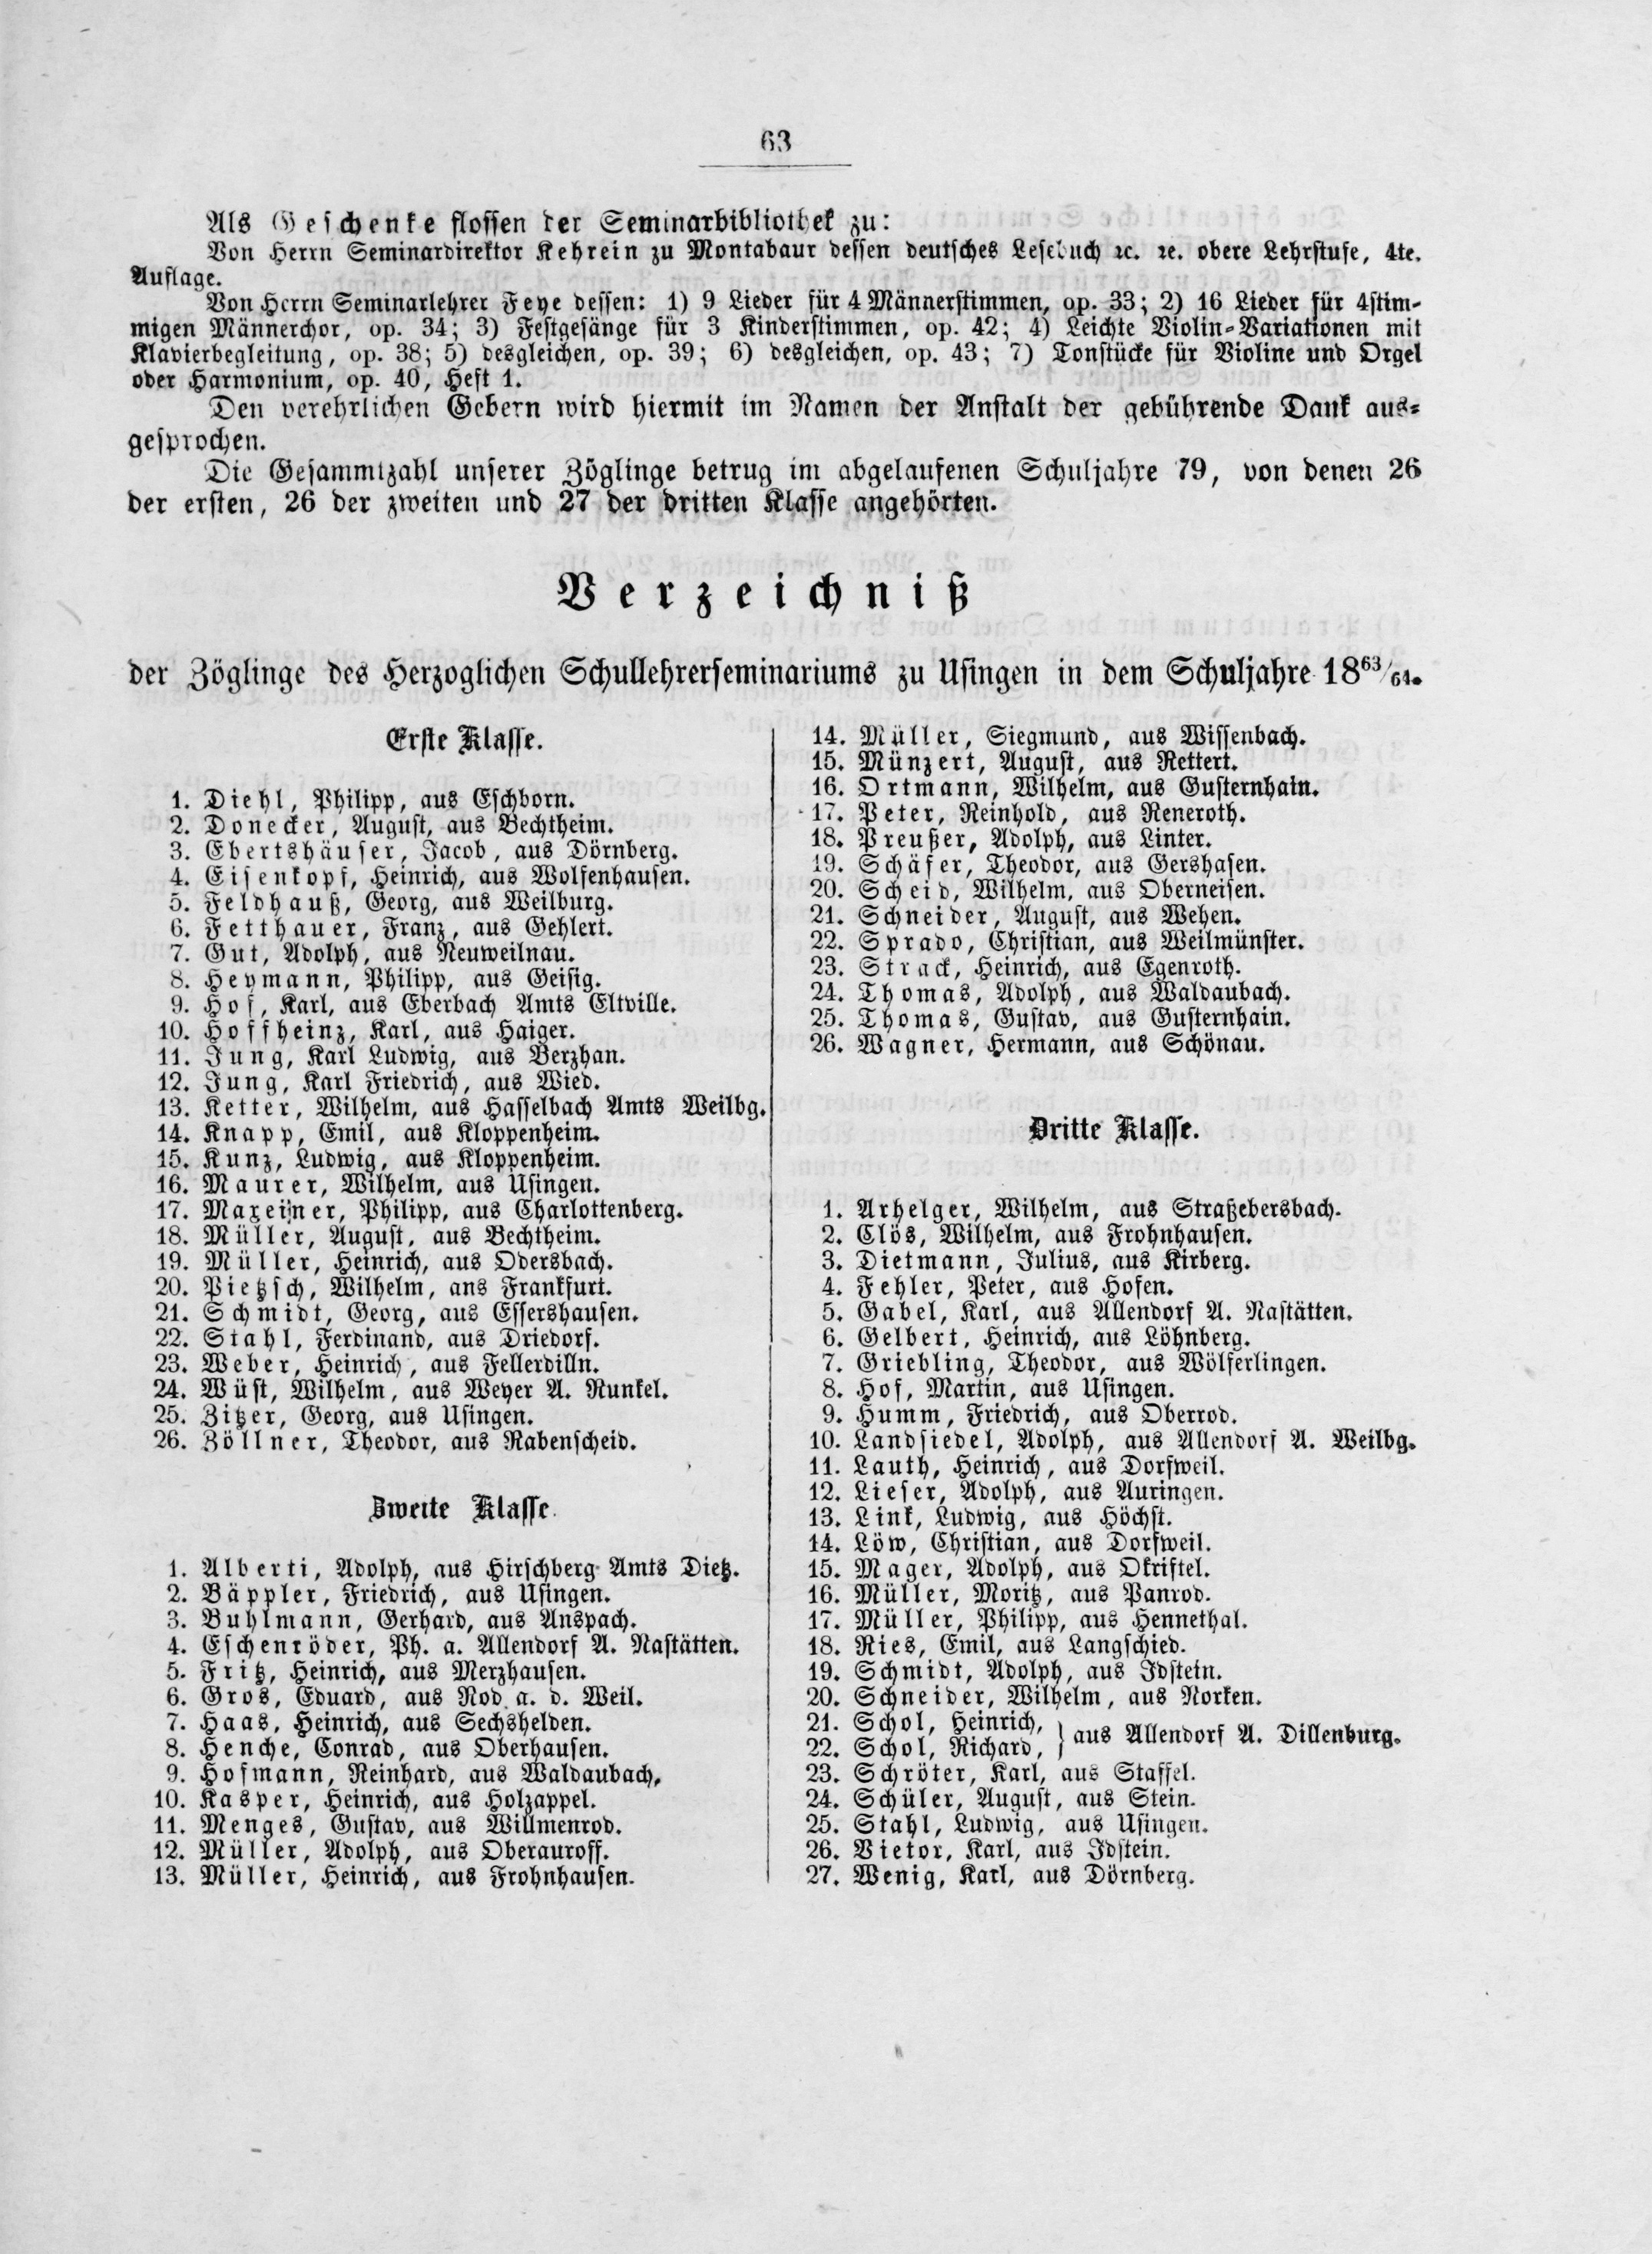 63
Als Geschenke flossen der Seminarbibliothek zu:
Von Herrn Seminardirektor Kehrein zu Montabaur dessen deutsches Lesebuch ꝛc. ꝛc. obere Lehrstufe, 4te.
Auflage.
Von Herrn Seminarlehrer Feye dessen: 1) 9 Lieder für 4 Männerstimmen, op. 33; 2) 16 Lieder für 4stim-
migen Männerchor, op. 34; 3) Festgesänge für 3 Kinderstimmen, op. 42; 4) Leichte Violin-Variationen mit
Klavierbegleitung, op. 38; 5) desgleichen, op. 39; 6) desgleichen, op. 43; 7) Tonstücke für Violine und Orgel
oder Harmonium, op. 40, Heft 1.
Den verehrlichen Gebern wird hiermit im Namen der Anstalt der gebührende Dank aus-
gesprochen.
Die Gesammtzahl unserer Zöglinge betrug im abgelaufenen Schuljahre 79, von denen 26
der ersten, 26 der zweiten und 27 der dritten Klasse angehörten.
Verzeichniß
der Zöglinge des Herzoglichen Schullehrerseminariums zu Usingen in dem Schuljahre 18⁶³/₆₄.
Erste Klasse.
1. Diehl, Philipp, aus Eschborn.
2. Donecker, August, aus Bechtheim.
3. Ebertshäuser, Jacob, aus Dörnberg.
4. Eisenkopf, Heinrich, aus Wolfenhausen.
5. Feldhauß, Georg, aus Weilburg.
6. Fetthauer, Franz, aus Gehlert.
7. Gut, Adolph, aus Neuweilnau.
8. Heymann, Philipp, aus Geisig.
9. Hof, Karl, aus Eberbach Amts Eltville.
10. Hoffheinz, Karl, aus Haiger.
11. Jung, Karl Ludwig, aus Berzhan.
12. Jung, Karl Friedrich, aus Wied.
13. Ketter, Wilhelm, aus Hasselbach Amts Weilbg.
14. Knapp, Emil, aus Kloppenheim.
15. Kunz, Ludwig, aus Kloppenheim.
16. Maurer, Wilhelm, aus Usingen.
17. Maxeiner, Philipp, aus Charlottenberg.
18. Müller, August, aus Bechtheim.
19. Müller, Heinrich, aus Odersbach.
20. Pietzsch, Wilhelm, ans Frankfurt.
21. Schmidt, Georg, aus Essershausen.
22. Stahl, Ferdinand, aus Driedorf.
23. Weber, Heinrich, aus Fellerdilln.
24. Wüst, Wilhelm, aus Weyer A. Runkel.
25. Zitzer, Georg, aus Usingen.
26. Zöllner, Theodor, aus Rabenscheid.
Zweite Klasse.
1. Alberti, Adolph, aus Hirschberg Amts Dietz.
2. Bäppler, Friedrich, aus Usingen.
3. Buhlmann, Gerhard, aus Anspach.
4. Eschenröder, Ph. a. Allendorf A. Nastätten.
5. Fritz, Heinrich, aus Merzhausen.
6. Gros, Eduard, aus Rod a. d. Weil.
7. Haas, Heinrich, aus Sechshelden.
8. Henche, Conrad, aus Oberhausen.
9. Hofmann, Reinhard, aus Waldaubach.
10. Kasper, Heinrich, aus Holzappel.
11. Menges, Gustav, aus Willmenrod.
12. Müller, Adolph, aus Oberauroff.
13. Müller, Heinrich, aus Frohnhausen.
14. Müller, Siegmund, aus Wissenbach.
15. Münzert, August, aus Rettert.
16. Ortmann, Wilhelm, aus Gusternhain.
17. Peter, Reinhold, aus Reneroth.
18. Preußer, Adolph, aus Linter.
19. Schäfer, Theodor, aus Gershasen.
20. Scheid, Wilhelm, aus Oberneisen.
21. Schneider, August, aus Wehen.
22. Sprado, Christian, aus Weilmünster.
23. Strack, Heinrich, aus Egenroth.
24. Thomas, Adolph, aus Waldaubach.
25. Thomas, Gustav, aus Gusternhain.
26. Wagner, Hermann, aus Schönau.
Dritte Klasse.
1. Arhelger, Wilhelm, aus Straßebersbach.
2. Clös, Wilhelm, aus Frohnhausen.
3. Dietmann, Julius, aus Kirberg.
4. Fehler, Peter, aus Hofen.
5. Gabel, Karl, aus Allendorf A. Nastätten.
6. Gelbert, Heinrich, aus Löhnberg.
7. Griebling, Theodor, aus Wölferlingen.
8. Hof, Martin, aus Usingen.
9. Humm, Friedrich, aus Oberrod.
10. Landsiedel, Adolph, aus Allendorf A. Weilbg.
11. Lauth, Heinrich, aus Dorfweil.
12. Lieser, Adolph, aus Auringen.
13. Link, Ludwig, aus Höchst.
14. Löw, Christian, aus Dorfweil.
15. Mager, Adolph, aus Okriftel.
16. Müller, Moritz, aus Panrod.
17. Müller, Philipp, aus Hennethal.
18. Ries, Emil, aus Langschied.
19. Schmidt, Adolph, aus Idstein.
20. Schneider, Wilhelm, aus Norken.
21. Schol, Heinrich,
22. Schol, Richard, } aus Allendorf A. Dillenburg.
23. Schröter, Karl, aus Staffel.
24. Schüler, August, aus Stein.
25. Stahl, Ludwig, aus Usingen.
26. Vietor, Karl, aus Idstein.
27. Wenig, Karl, aus Dörnberg.